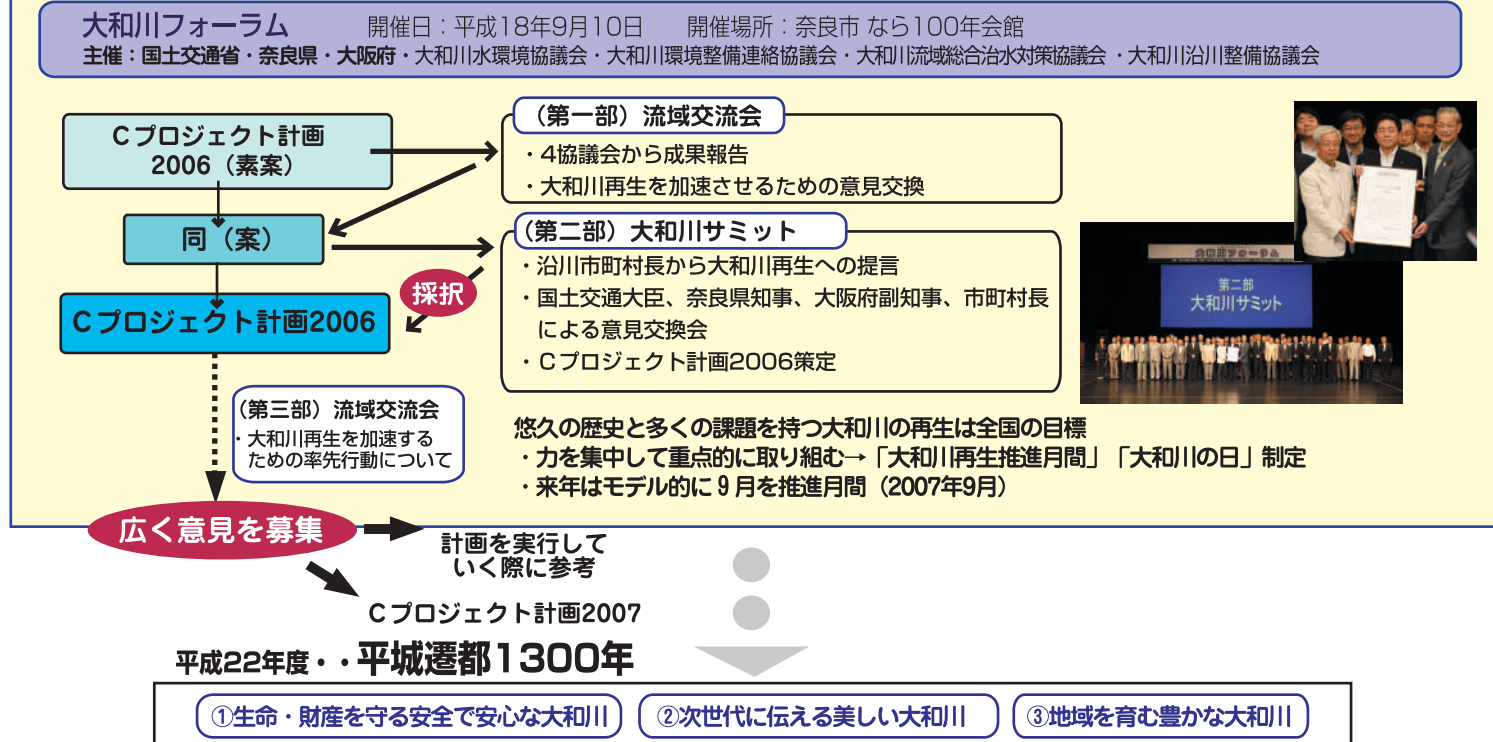 大和川フォーラム　開催日：平成18年9月10日　開催場所：奈良市 なら100年会館
主催：国土交通省・奈良県・大阪府・大和川水環境協議会・大和川環境整備連絡協議会・大和川流域総合治水対策協議会 ・大和川沿川整備協議会
Cプロジェクト計画
2006（素案）
（第一部）流域交流会
・4協議会から成果報告
・大和川再生を加速させるための意見交換
同（案）
（第二部）大和川サミット
・沿川市町村長から大和川再生への提言
・国土交通大臣、奈良県知事、大阪府副知事、市町村長
による意見交換会
・Cプロジェクト計画2006策定
採択
Cプロジェクト計画2006
大和川フォーラム
第二部
大和川サミット
（第三部）流域交流会
・大和川再生を加速する
ための率先行動について
悠久の歴史と多くの課題を持つ大和川の再生は全国の目標
・力を集中して重点的に取り組む→「大和川再生推進月間」「大和川の日」制定
・来年はモデル的に9月を推進月間（2007年9月）
広く意見を募集
計画を実行して
いく際に参考
Cプロジェクト計画2007
平成22年度・・平城遷都1300年
①生命・財産を守る安全で安心な大和川
②次世代に伝える美しい大和川
③地域を育む豊かな大和川